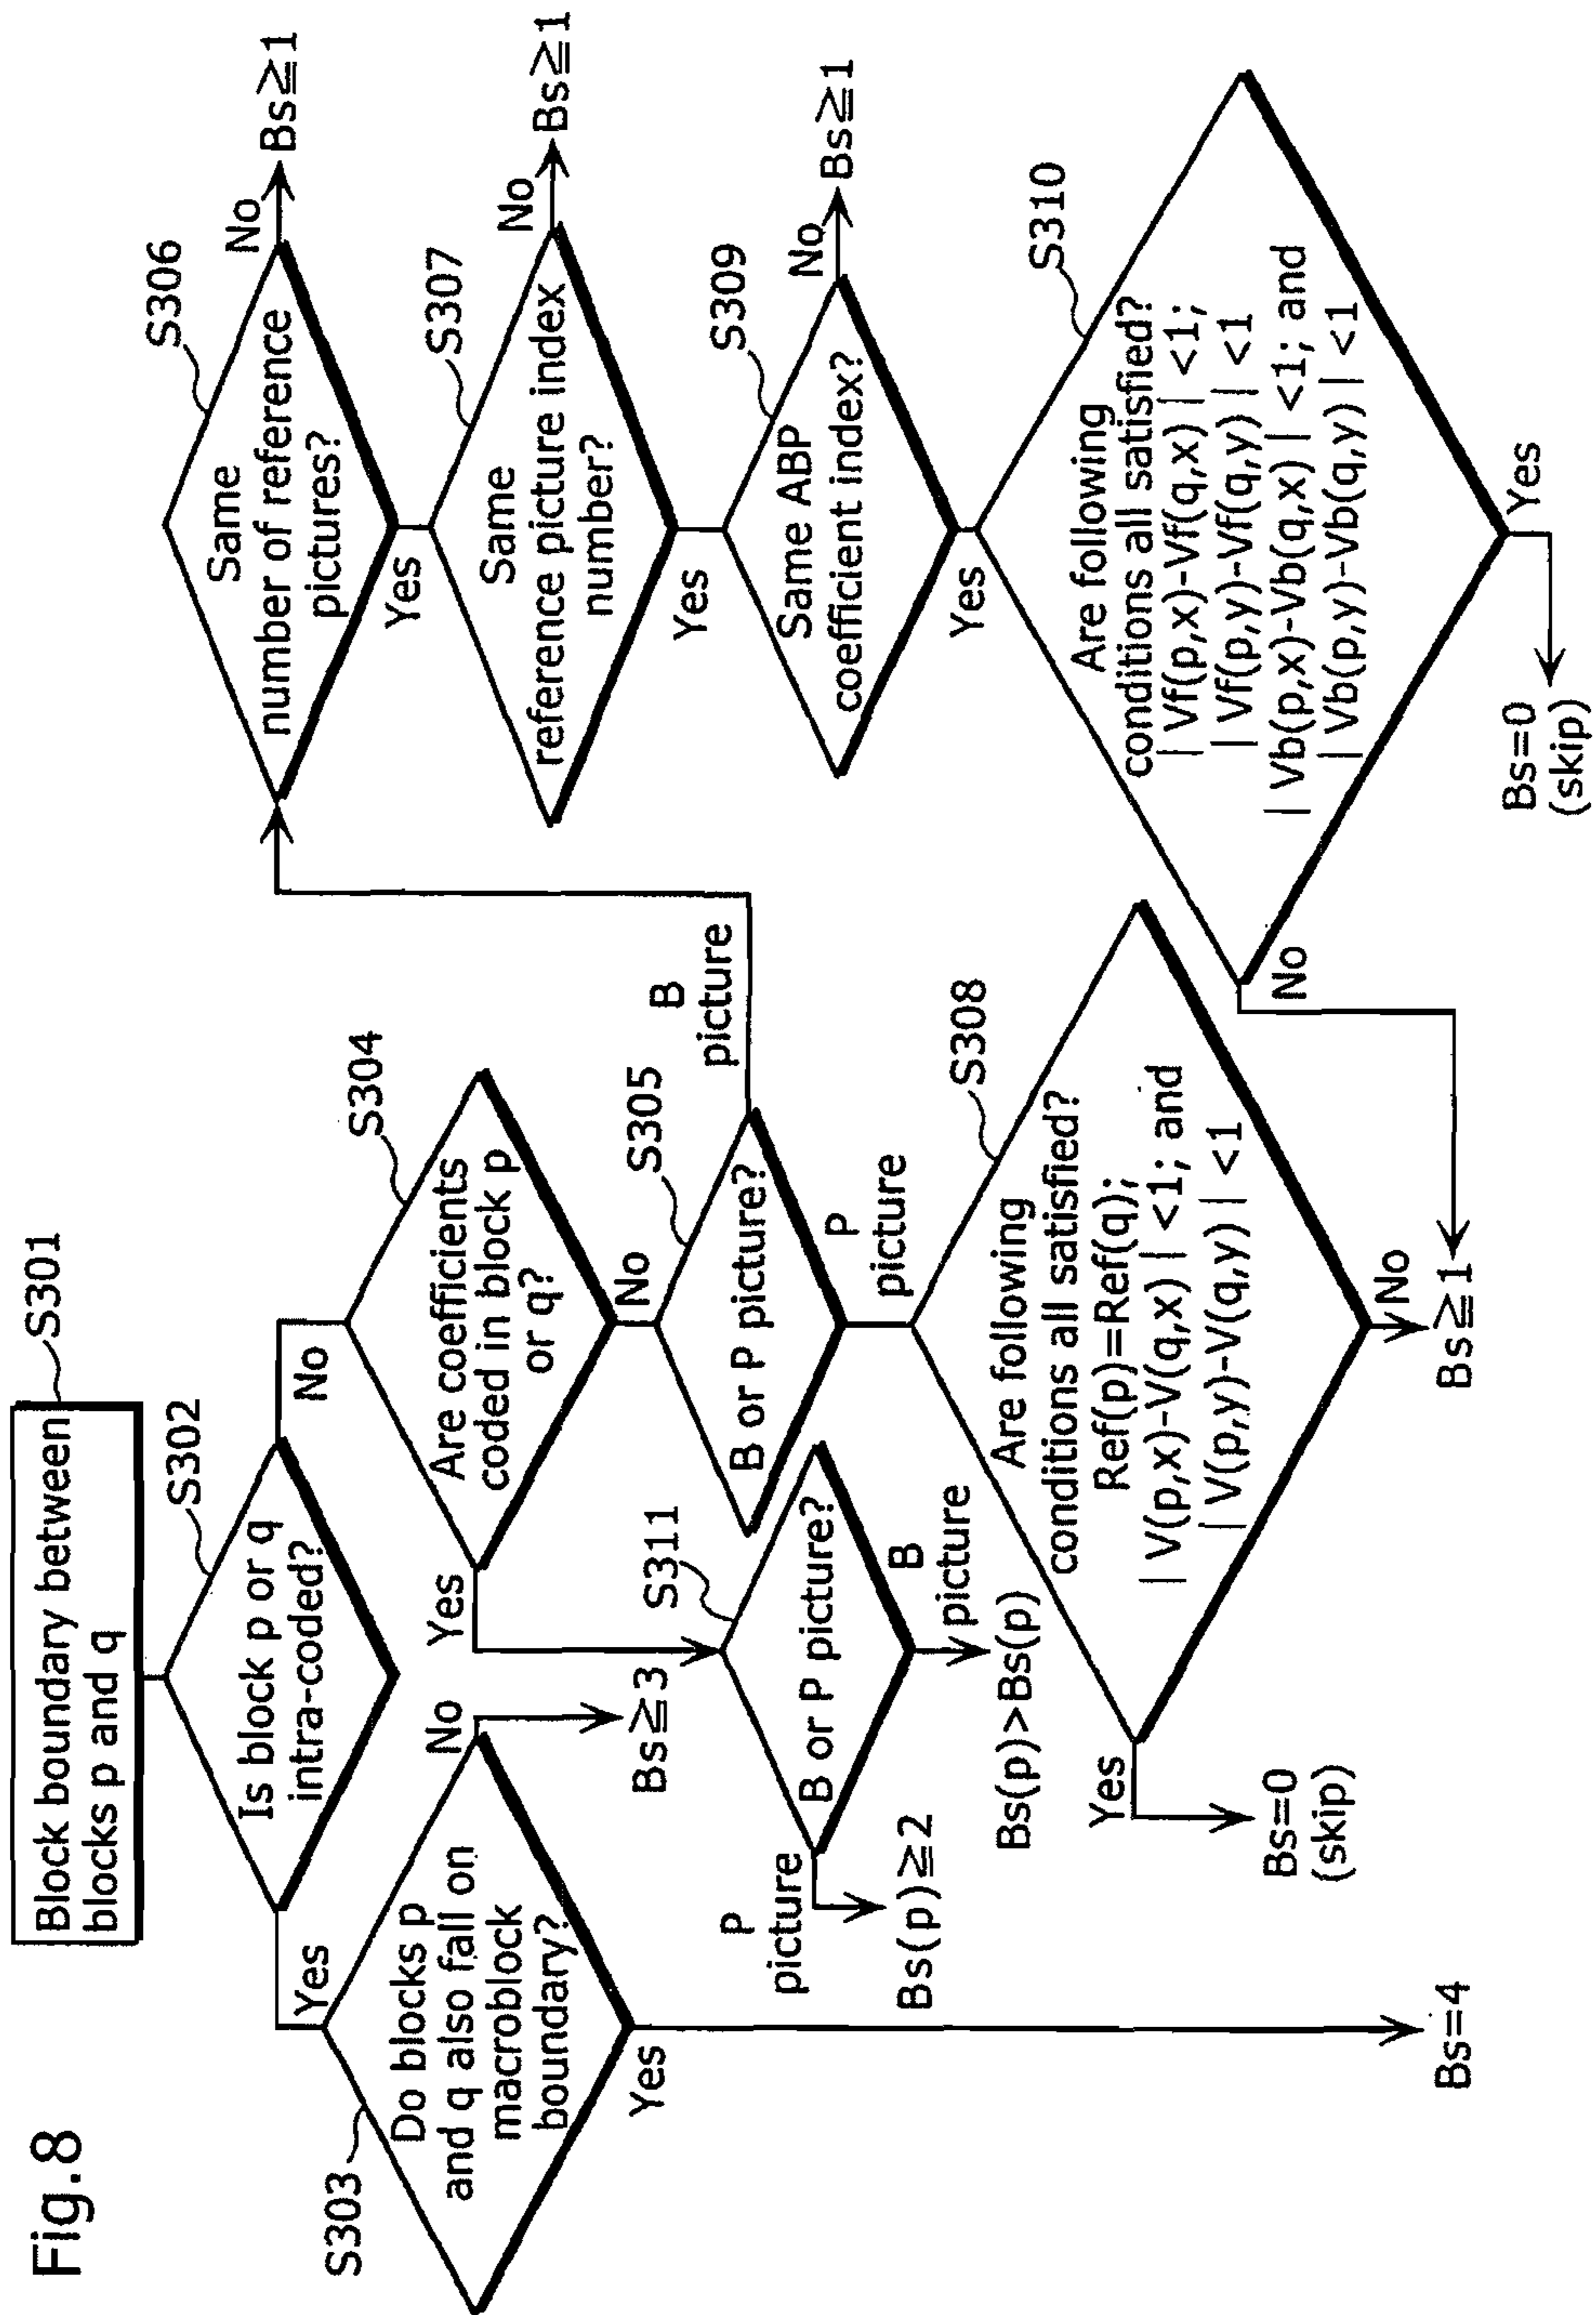 Fig.8
Block boundary between
blocks p and q
S301
Is block p or q
intra-coded?
S302
Yes
No
Do blocks p
and q also fall on
macroblock
boundary?
S303
Yes
No
Bs=4
Bs≧3
Are coefficients
coded in block p
or q?
S304
Yes
No
B or P picture?
S311
P
picture
Bs(p)≧2
B
picture
Bs(p)>Bs(p)
B or P picture?
S305
B
picture
P
picture
Are following
conditions all satisfied?
Ref(p)=Ref(q);
|V(p,x)-V(q,x)|<1; and
|V(p,y)-V(q,y)|<1
S308
Yes
Bs=0
(skip)
No
Bs≧1
Same
number of reference
pictures?
S306
No
Bs≧1
Yes
Same
reference picture index
number?
S307
No
Bs≧1
Yes
Same ABP
coefficient index?
S309
No
Bs≧1
Yes
Are following
conditions all satisfied?
|Vf(p,x)-Vf(q,x)|<1;
|Vf(p,y)-Vf(q,y)|<1
|Vb(p,x)-Vb(q,x)|<1; and
|Vb(p,y)-Vb(q,y)|<1
S310
No
Yes
Bs=0
(skip)